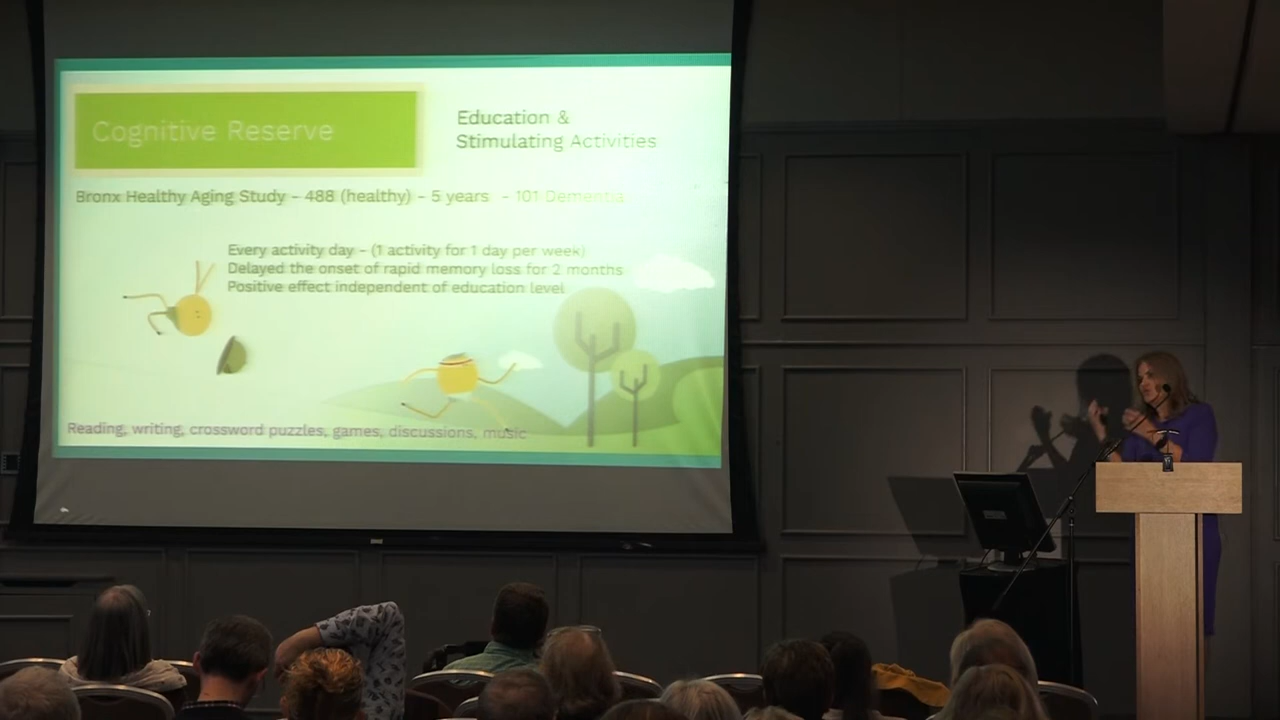 Cognitive Reserve
Education &
Stimulating Activities
Bronx Healthy Aging Study - 488 (healthy) - 5 years - 101 Dementia
Every activity day - (1 activity for 1 day per week)
Delayed the onset of rapid memory loss for 2 months
Positive effect independent of education level
Reading, writing, crossword puzzles, games, discussions, music